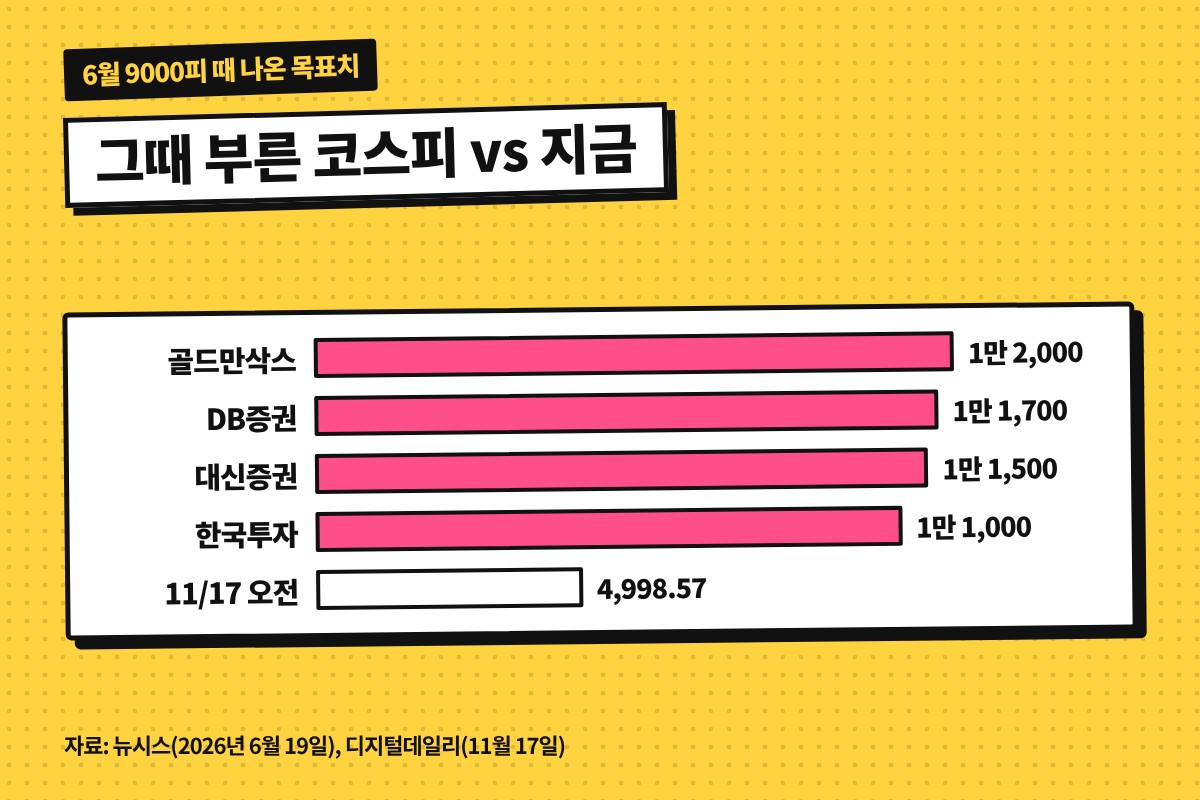 6월 9000피 때 나온 목표치
그때 부른 코스피 vs 지금
골드만삭스 1만 2,000
DB증권 1만 1,700
대신증권 1만 1,500
한국투자 1만 1,000
11/17 오전 4,998.57
자료: 뉴시스(2026년 6월 19일), 디지털데일리(11월 17일)